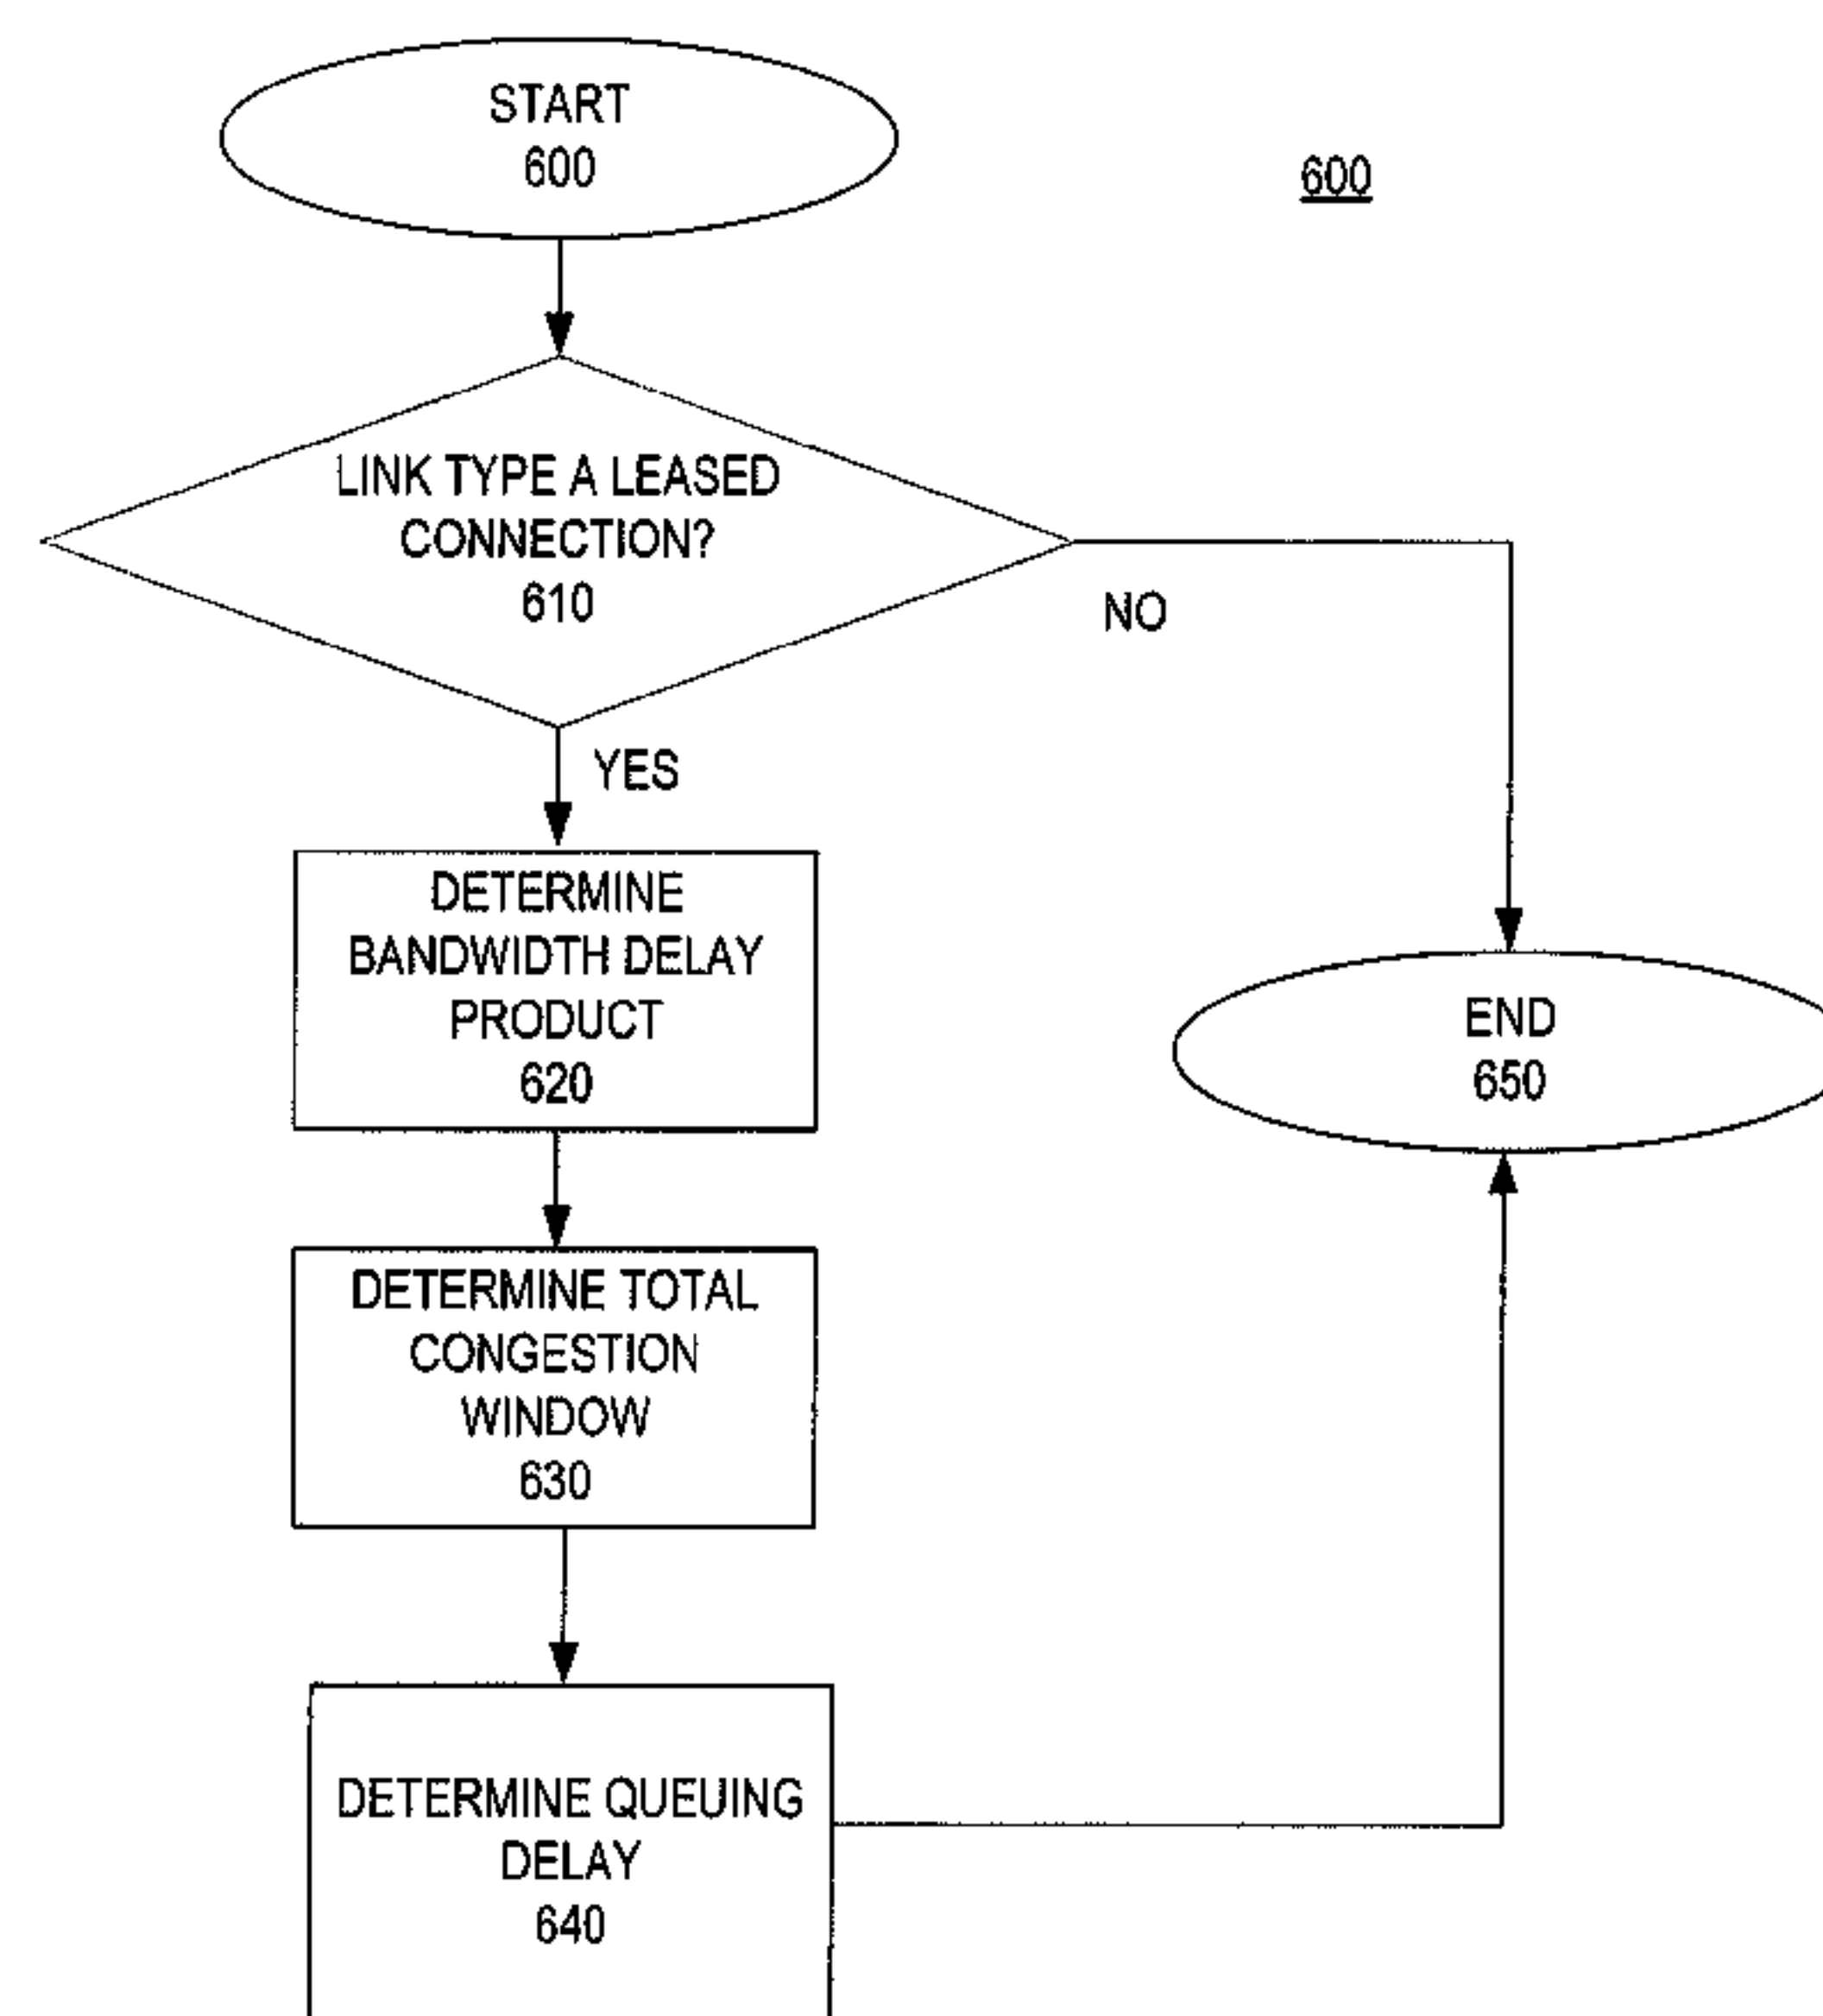 START
600
600
LINK TYPE A LEASED
CONNECTION?
610
NO
YES
DETERMINE
BANDWIDTH DELAY
PRODUCT
620
END
650
DETERMINE TOTAL
CONGESTION
WINDOW
630
DETERMINE QUEUING
DELAY
640